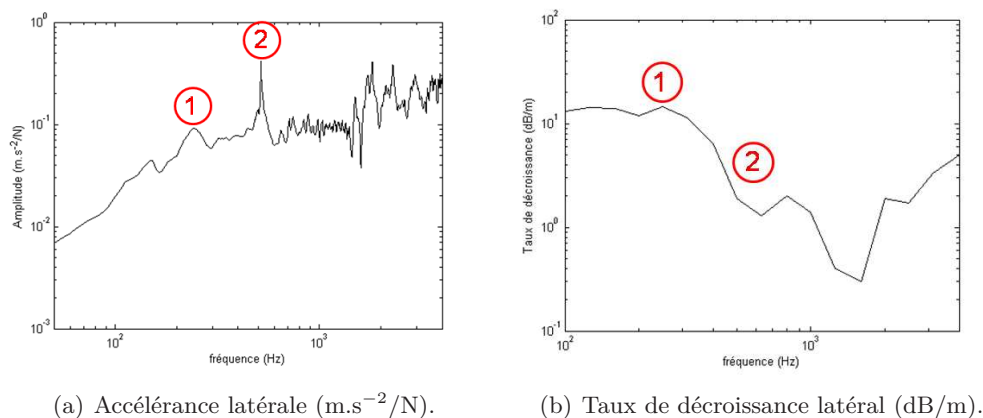 Amplitude (m.s⁻²/N)
10⁰
10⁻¹
10⁻²
10⁻³
10²
10³
fréquence (Hz)
1
2
(a) Accélérance latérale (m.s⁻²/N).
Taux de décroissance latéral (dB/m)
10²
10¹
10⁰
10⁻¹
10²
10³
fréquence (Hz)
1
2
(b) Taux de décroissance latéral (dB/m).